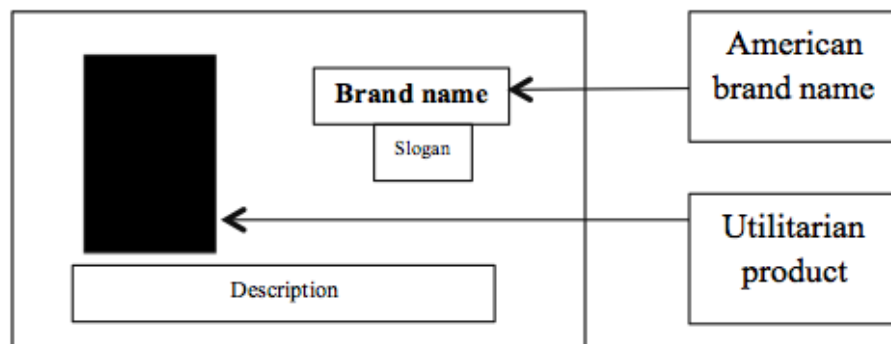 Brand name
Slogan
Description
American
brand name
Utilitarian
product